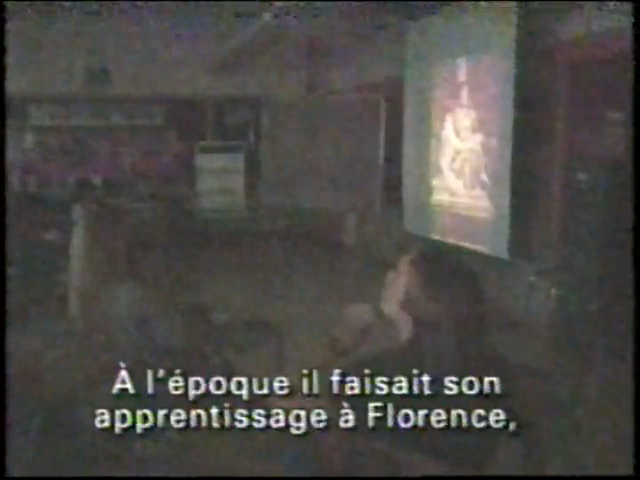 À l'époque il faisait son
apprentissage à Florence,